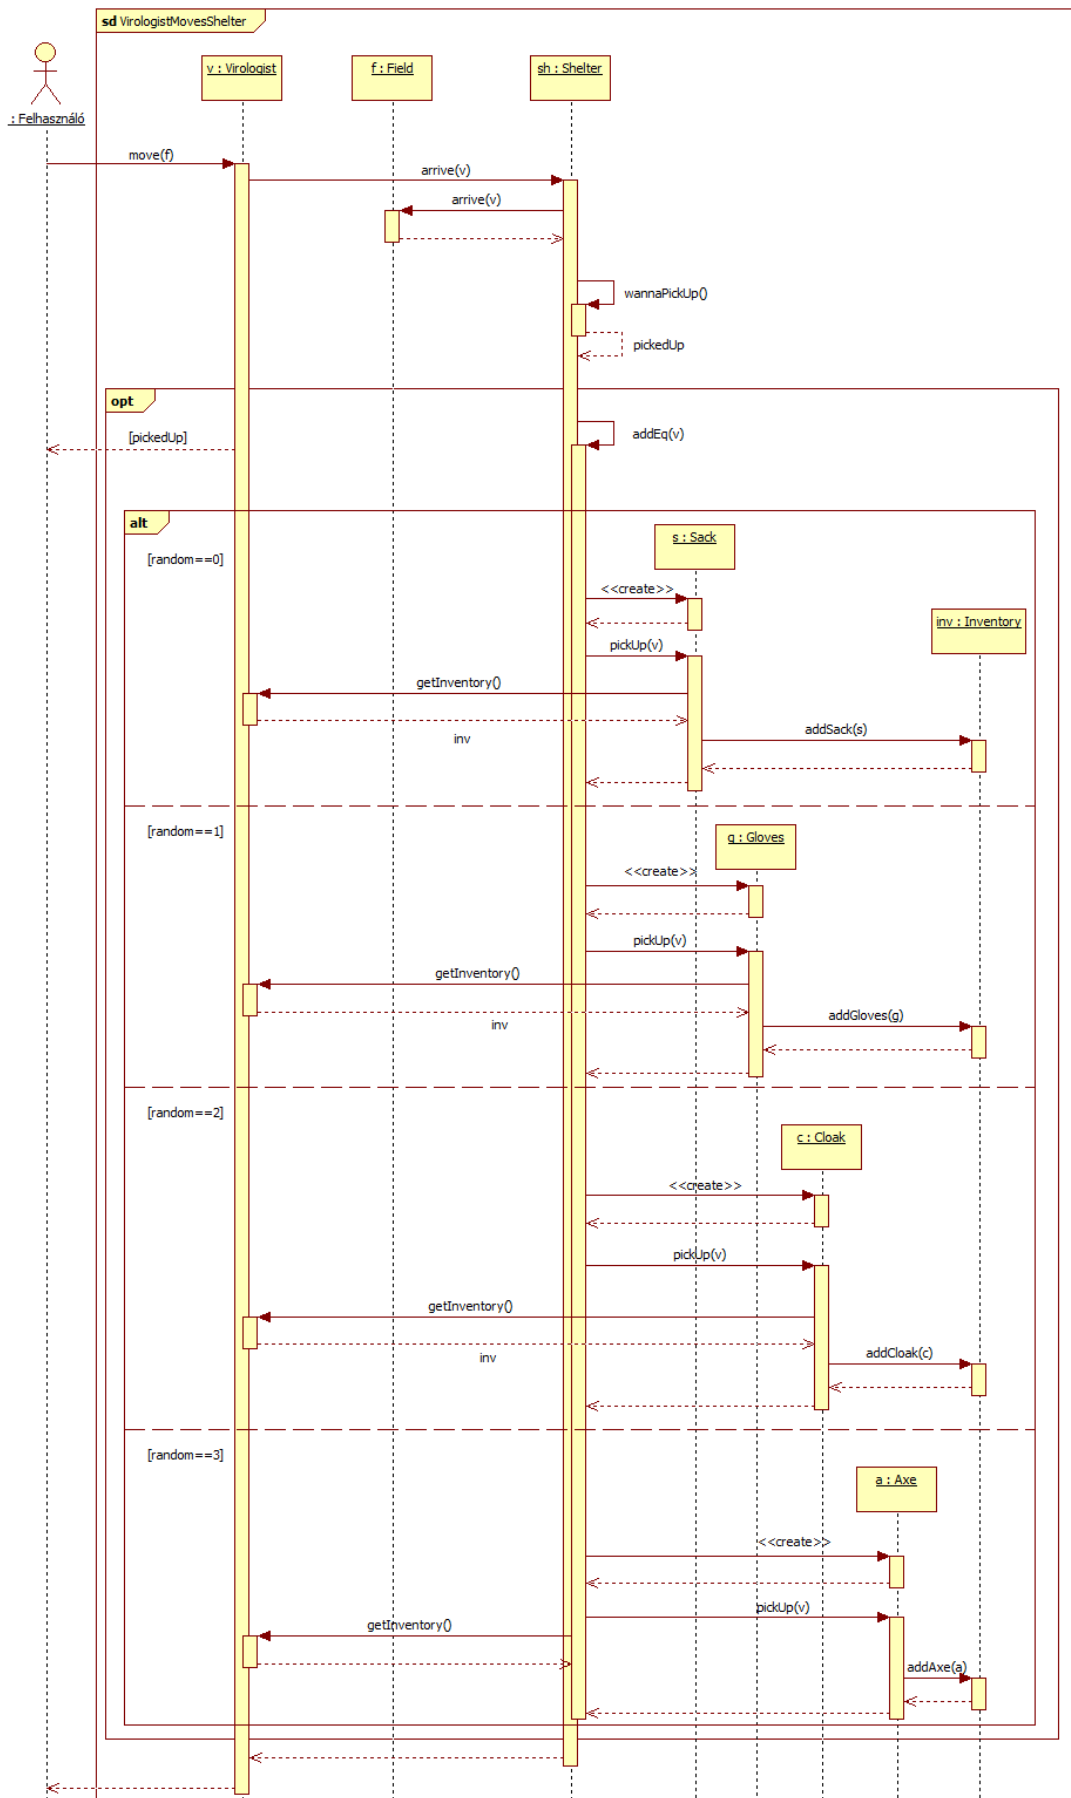 sd VirologistMovesShelter
v : Virologist
f : Field
sh : Shelter
: Felhasználó
move(f)
arrive(v)
arrive(v)
wannaPickUp()
pickedUp
opt
addEq(v)
[pickedUp]
alt
s : Sack
[random==0]
<<create>>
inv : Inventory
pickUp(v)
getInventory()
addSack(s)
inv
[random==1]
g : Gloves
<<create>>
pickUp(v)
getInventory()
addGloves(g)
inv
[random==2]
c : Cloak
<<create>>
pickUp(v)
getInventory()
addCloak(c)
inv
[random==3]
a : Axe
<<create>>
pickUp(v)
getInventory()
addAxe(a)